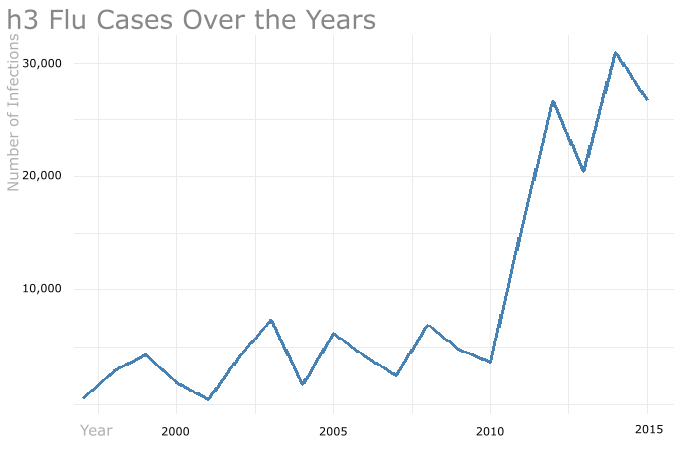 h3 Flu Cases Over the Years
Number of Infections
30,000
20,000
10,000
Year
2000
2005
2010
2015